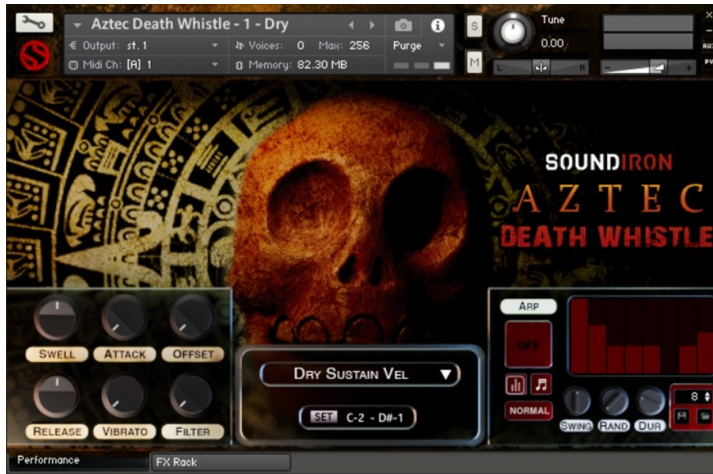 Aztec Death Whistle - 1 - Dry
Output: st.1
Voices: 0 Max: 256
Purge
Midi Ch: [A] 1
Memory: 82.30 MB
S
M
Tune
0.00
L
R
-
+
×
-
AUX
PV
SOUNDIRON
AZTEC
DEATH WHISTLE
SWELL
ATTACK
OFFSET
RELEASE
VIBRATO
FILTER
DRY SUSTAIN VEL
SET C-2 - D#-1
ARP
OFF
NORMAL
SWING
RAND
DUR
8
Performance
FX Rack